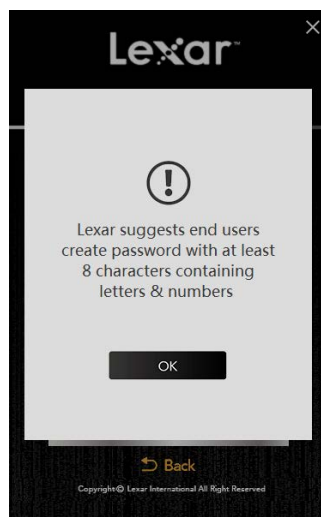 Lexar™
Lexar suggests end users
create password with at least
8 characters containing
letters & numbers
OK
Back
Copyright© Lexar International All Right Reserved